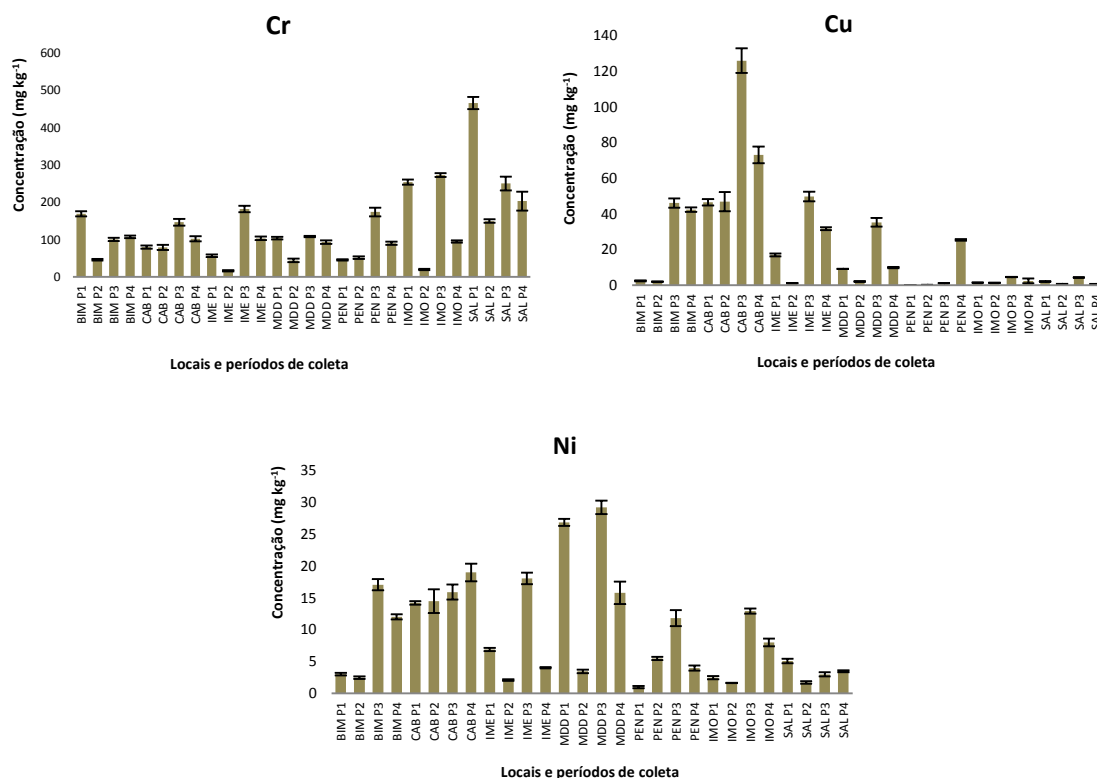 Cr
Concentração (mg kg⁻¹)
600
500
400
300
200
100
0
BIM P1
BIM P2
BIM P3
BIM P4
CAB P1
CAB P2
CAB P3
CAB P4
IME P1
IME P2
IME P3
IME P4
MDD P1
MDD P2
MDD P3
MDD P4
PEN P1
PEN P2
PEN P3
PEN P4
IMO P1
IMO P2
IMO P3
IMO P4
SAL P1
SAL P2
SAL P3
SAL P4
Locais e períodos de coleta
Cu
Concentração (mg kg⁻¹)
140
120
100
80
60
40
20
0
BIM P1
BIM P2
BIM P3
BIM P4
CAB P1
CAB P2
CAB P3
CAB P4
IME P1
IME P2
IME P3
IME P4
MDD P1
MDD P2
MDD P3
MDD P4
PEN P1
PEN P2
PEN P3
PEN P4
IMO P1
IMO P2
IMO P3
IMO P4
SAL P1
SAL P2
SAL P3
SAL P4
Locais e períodos de coleta
Ni
Concentração (mg kg⁻¹)
35
30
25
20
15
10
5
0
BIM P1
BIM P2
BIM P3
BIM P4
CAB P1
CAB P2
CAB P3
CAB P4
IME P1
IME P2
IME P3
IME P4
MDD P1
MDD P2
MDD P3
MDD P4
PEN P1
PEN P2
PEN P3
PEN P4
IMO P1
IMO P2
IMO P3
IMO P4
SAL P1
SAL P2
SAL P3
SAL P4
Locais e períodos de coleta